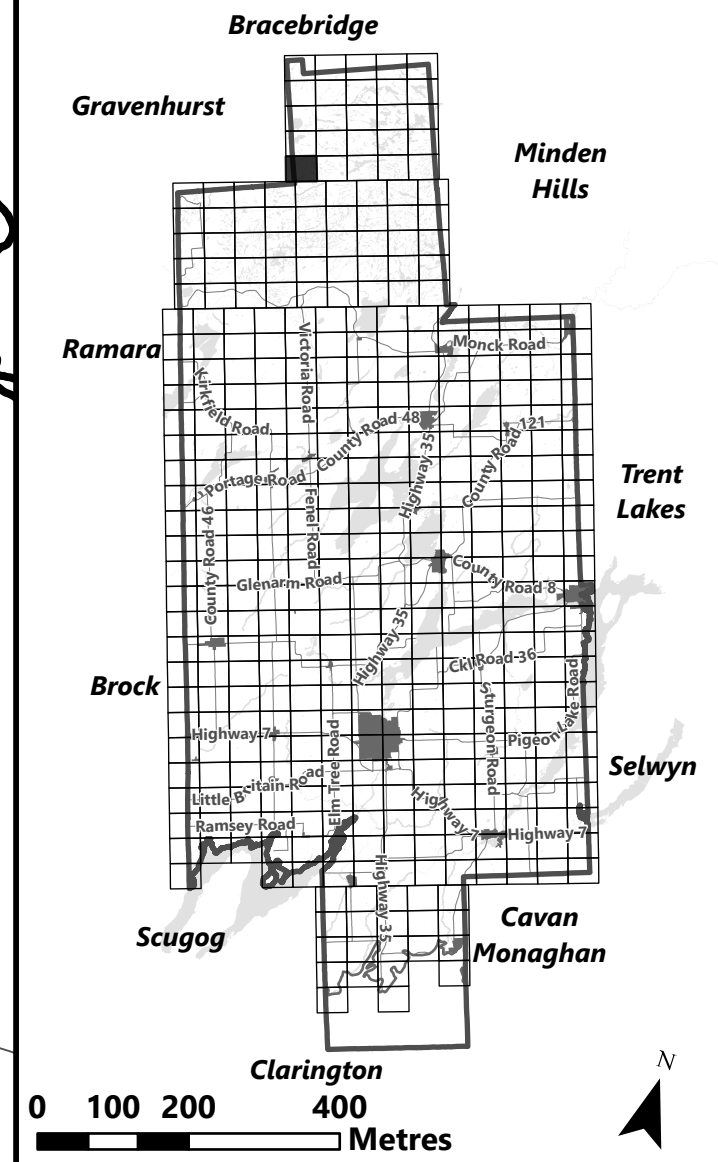 Bracebridge
Gravenhurst
Minden
Hills
Ramara
Victoria Road
Monck Road
Kirkfield Road
County Road 48
121
County Road
Highway 35
Portage Road
Trent
Lakes
Fenel Road
County Road 46
Glenarm Road
County Road 8
Highway 35
Ckl Road 36
Brock
Sturgeon Road
Pigeon Lake Road
Highway 7
Elm Tree Road
Selwyn
Little Britain Road
Highway 7
Ramsey Road
Highway 7
Highway 35
Scugog
Cavan
Monaghan
Clarington
N
0 100 200 400
Metres